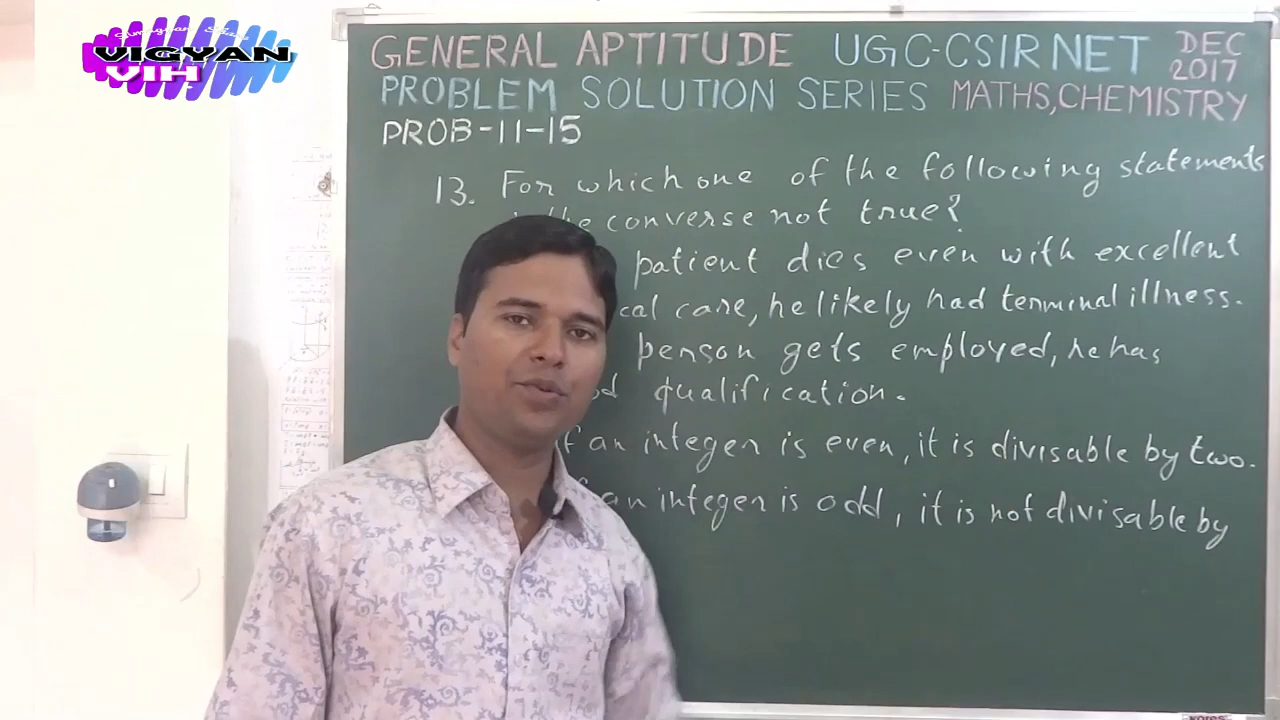 VIGYAN
VIH
GENERAL APTITUDE UGC-CSIR NET DEC 2017
PROBLEM SOLUTION SERIES MATHS,CHEMISTRY
PROB-11-15
13. For which one of the following statements
the converse not true?
patient dies even with excellent
cal care, he likely had terminal illness.
person gets employed, he has
od qualification.
f an integer is even, it is divisable by two.
f an integer is odd, it is not divisable by
kores